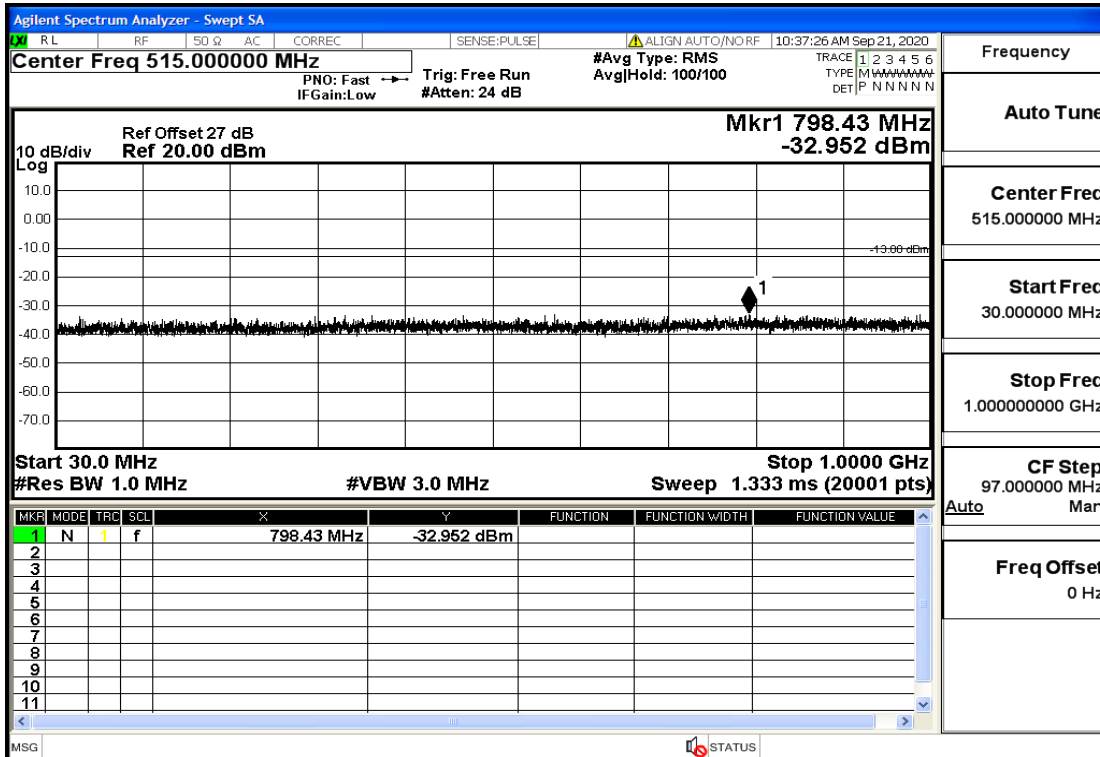 Agilent Spectrum Analyzer - Swept SA
LXI RL RF 50 Ω AC CORREC SENSE:PULSE ALIGN AUTO/NO RF 10:37:26 AM Sep 21, 2020
Center Freq 515.000000 MHz
PNO: Fast
IFGain:Low
Trig: Free Run
#Atten: 24 dB
#Avg Type: RMS
Avg|Hold: 100/100
TRACE 1 2 3 4 5 6
TYPE M W W W W W
DET P N N N N N
Ref Offset 27 dB
10 dB/div Ref 20.00 dBm
Log
Mkr1 798.43 MHz
-32.952 dBm
10.0
0.00
-10.0
-13.00 dBm
-20.0
1
-30.0
-40.0
-50.0
-60.0
-70.0
Start 30.0 MHz Stop 1.0000 GHz
#Res BW 1.0 MHz #VBW 3.0 MHz Sweep 1.333 ms (20001 pts)
MKR MODE TRC SCL X Y FUNCTION FUNCTION WIDTH FUNCTION VALUE
1 N 1 f 798.43 MHz -32.952 dBm
2
3
4
5
6
7
8
9
10
11
MSG STATUS
Frequency
Auto Tune
Center Freq
515.000000 MHz
Start Freq
30.000000 MHz
Stop Freq
1.000000000 GHz
CF Step
97.000000 MHz
Auto Man
Freq Offset
0 Hz